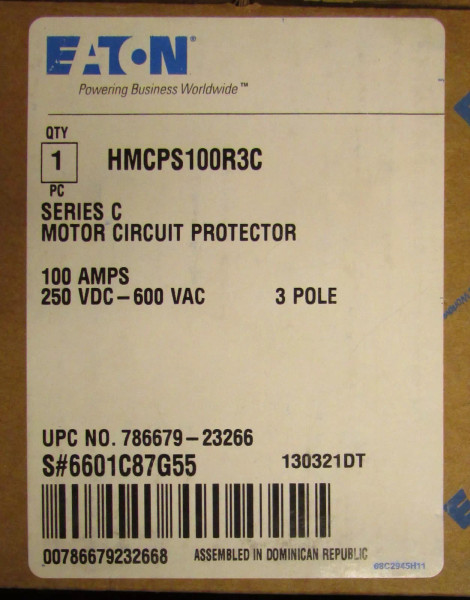 EATON®
Powering Business Worldwide™
QTY
1
HMCPS100R3C
PC
SERIES C
MOTOR CIRCUIT PROTECTOR
100 AMPS
250 VDC-600 VAC 3 POLE
UPC NO. 786679-23266
S#6601C87G55 130321DT
00786679232668 ASSEMBLED IN DOMINICAN REPUBLIC
68C2945H11